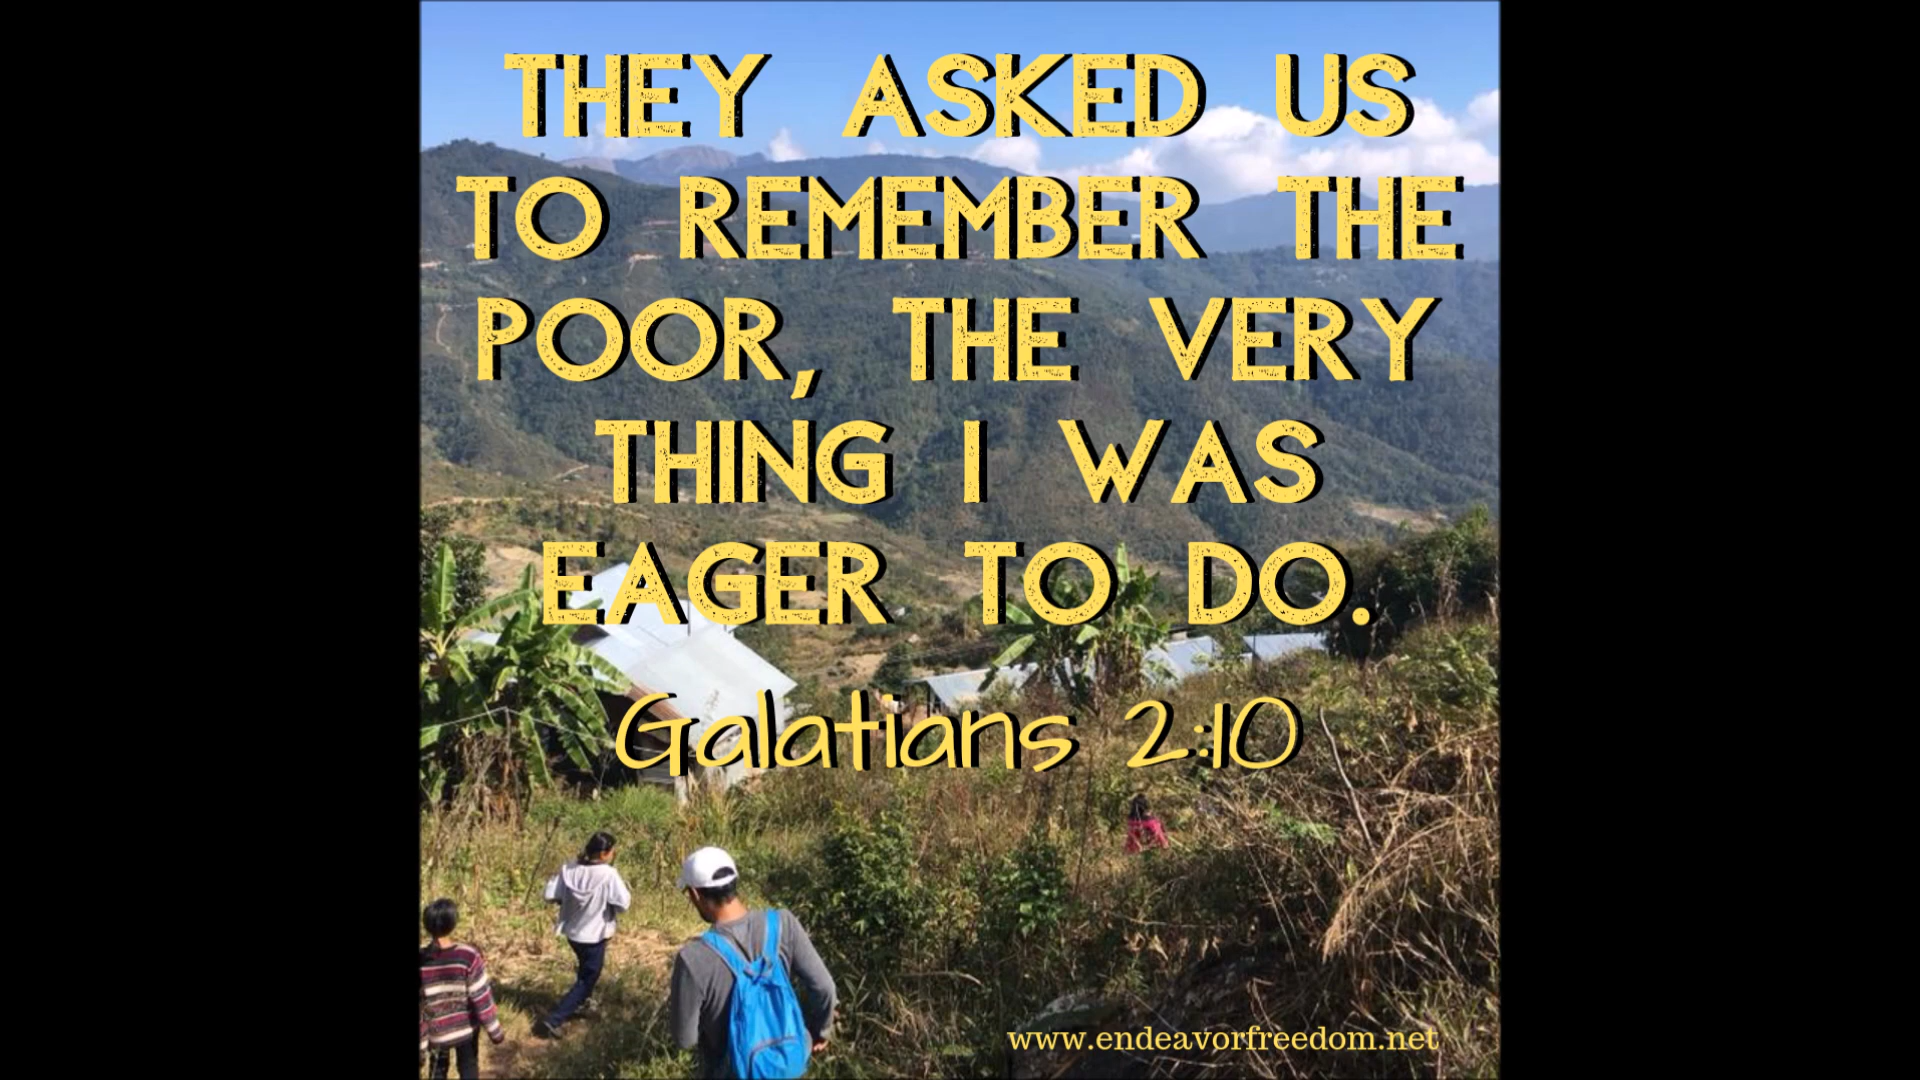 THEY ASKED US
TO REMEMBER THE
POOR, THE VERY
THING I WAS
EAGER TO DO.
Galatians 2:10
www.endeavorfreedom.net